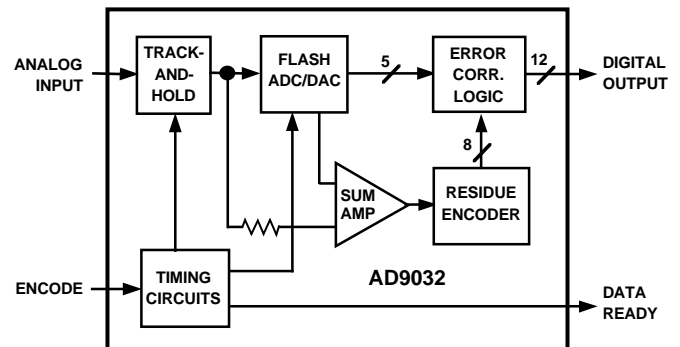 ANALOG
INPUT
TRACK-
AND-
HOLD
FLASH
ADC/DAC
5
ERROR
CORR.
LOGIC
12
DIGITAL
OUTPUT
8
SUM
AMP
RESIDUE
ENCODER
ENCODE
TIMING
CIRCUITS
AD9032
DATA
READY